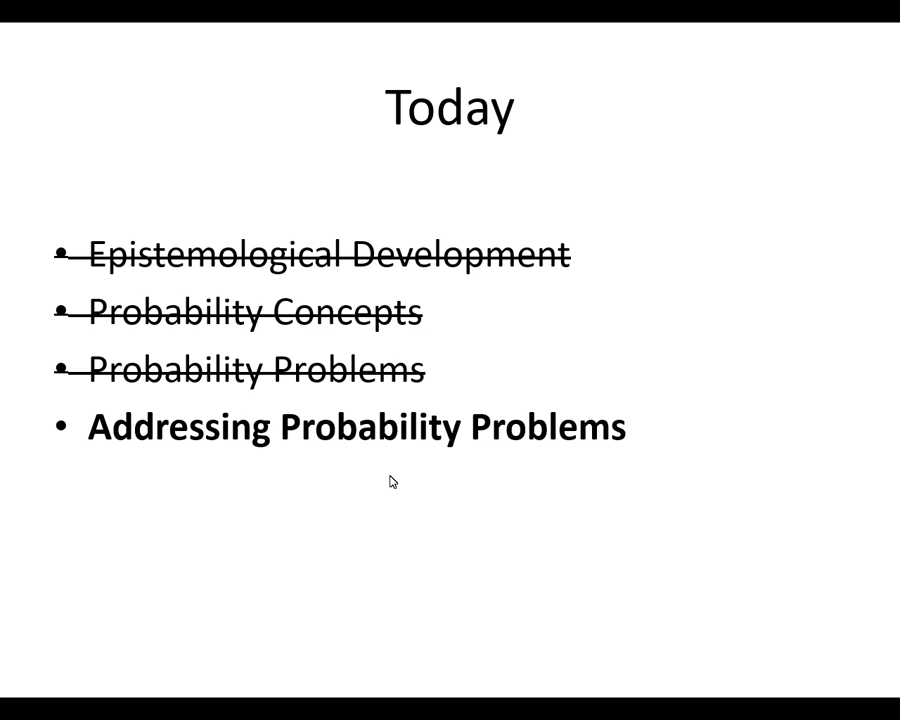 Today
• Epistemological Development
• Probability Concepts
• Probability Problems
• Addressing Probability Problems